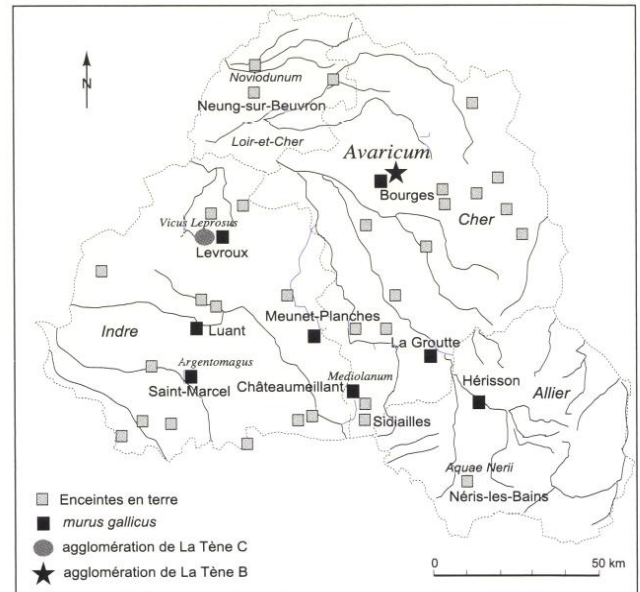 N
Noviodunum
Neung-sur-Beuvron
Loir-et-Cher
Avaricum
Bourges
Cher
Vicus Leprosus
Levroux
Meunet-Planches
La Groutte
Indre
Luant
Argentomagus
Saint-Marcel
Châteaumeillant
Mediolanum
Hérisson
Allier
Sidiailles
Aquae Nerii
Néris-les-Bains
Enceintes en terre
murus gallicus
agglomération de La Tène C
agglomération de La Tène B
0 50 km